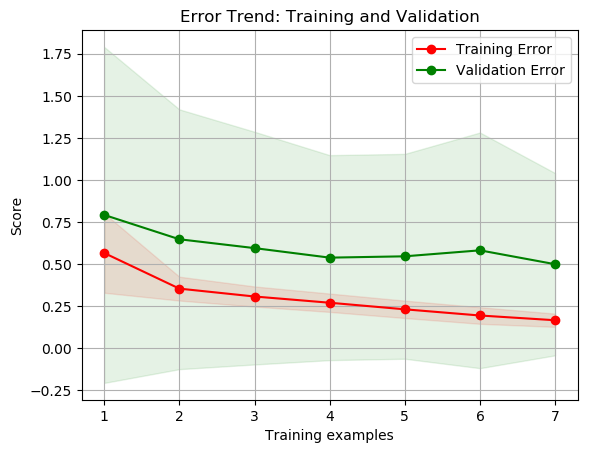 Error Trend: Training and Validation
Training Error
Validation Error
1.75
1.50
1.25
1.00
0.75
0.50
0.25
0.00
−0.25
Score
1 2 3 4 5 6 7
Training examples